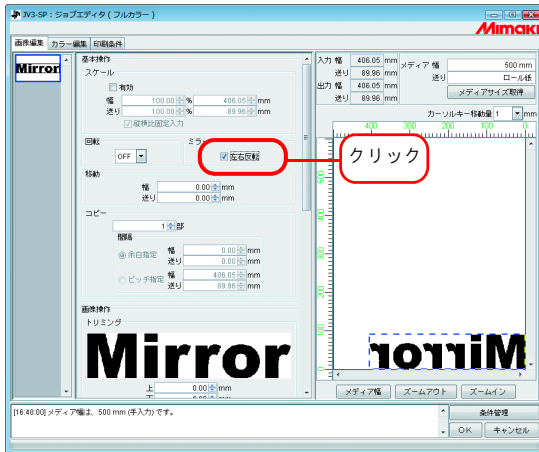 JV3-SP : ジョブエディタ ( フルカラー )
Mimaki
画像編集 カラー編集 印刷条件
Mirror
基本操作
スケール
有効
幅 100.00 % 406.05 mm
送り 100.00 % 89.96 mm
縦横比固定入力
回転 ミラー
OFF 左右反転
クリック
移動
幅 0.00 mm
送り 0.00 mm
コピー
1 部
間隔
余白指定 幅 0.00 mm
送り 0.00 mm
ピッチ指定 幅 406.05 mm
送り 89.96 mm
画像操作
トリミング
Mirror
上 0.00 mm
入力 幅 406.05 mm
送り 89.96 mm
出力 幅 406.05 mm
送り 89.96 mm
メディア 幅 500 mm
送り ロール紙
メディアサイズ取得
カーソルキー移動量 1 mm
400 300 200 100 0
500
400
300
200
100
0
Mirror
メディア幅 ズームアウト ズームイン
[16:48:00] メディア幅は、500 mm (手入力) です。
条件管理
OK キャンセル